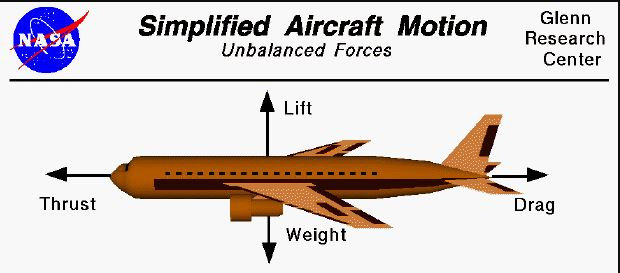 NASA
Simplified Aircraft Motion
Unbalanced Forces
Glenn
Research
Center
Lift
Thrust
Drag
Weight